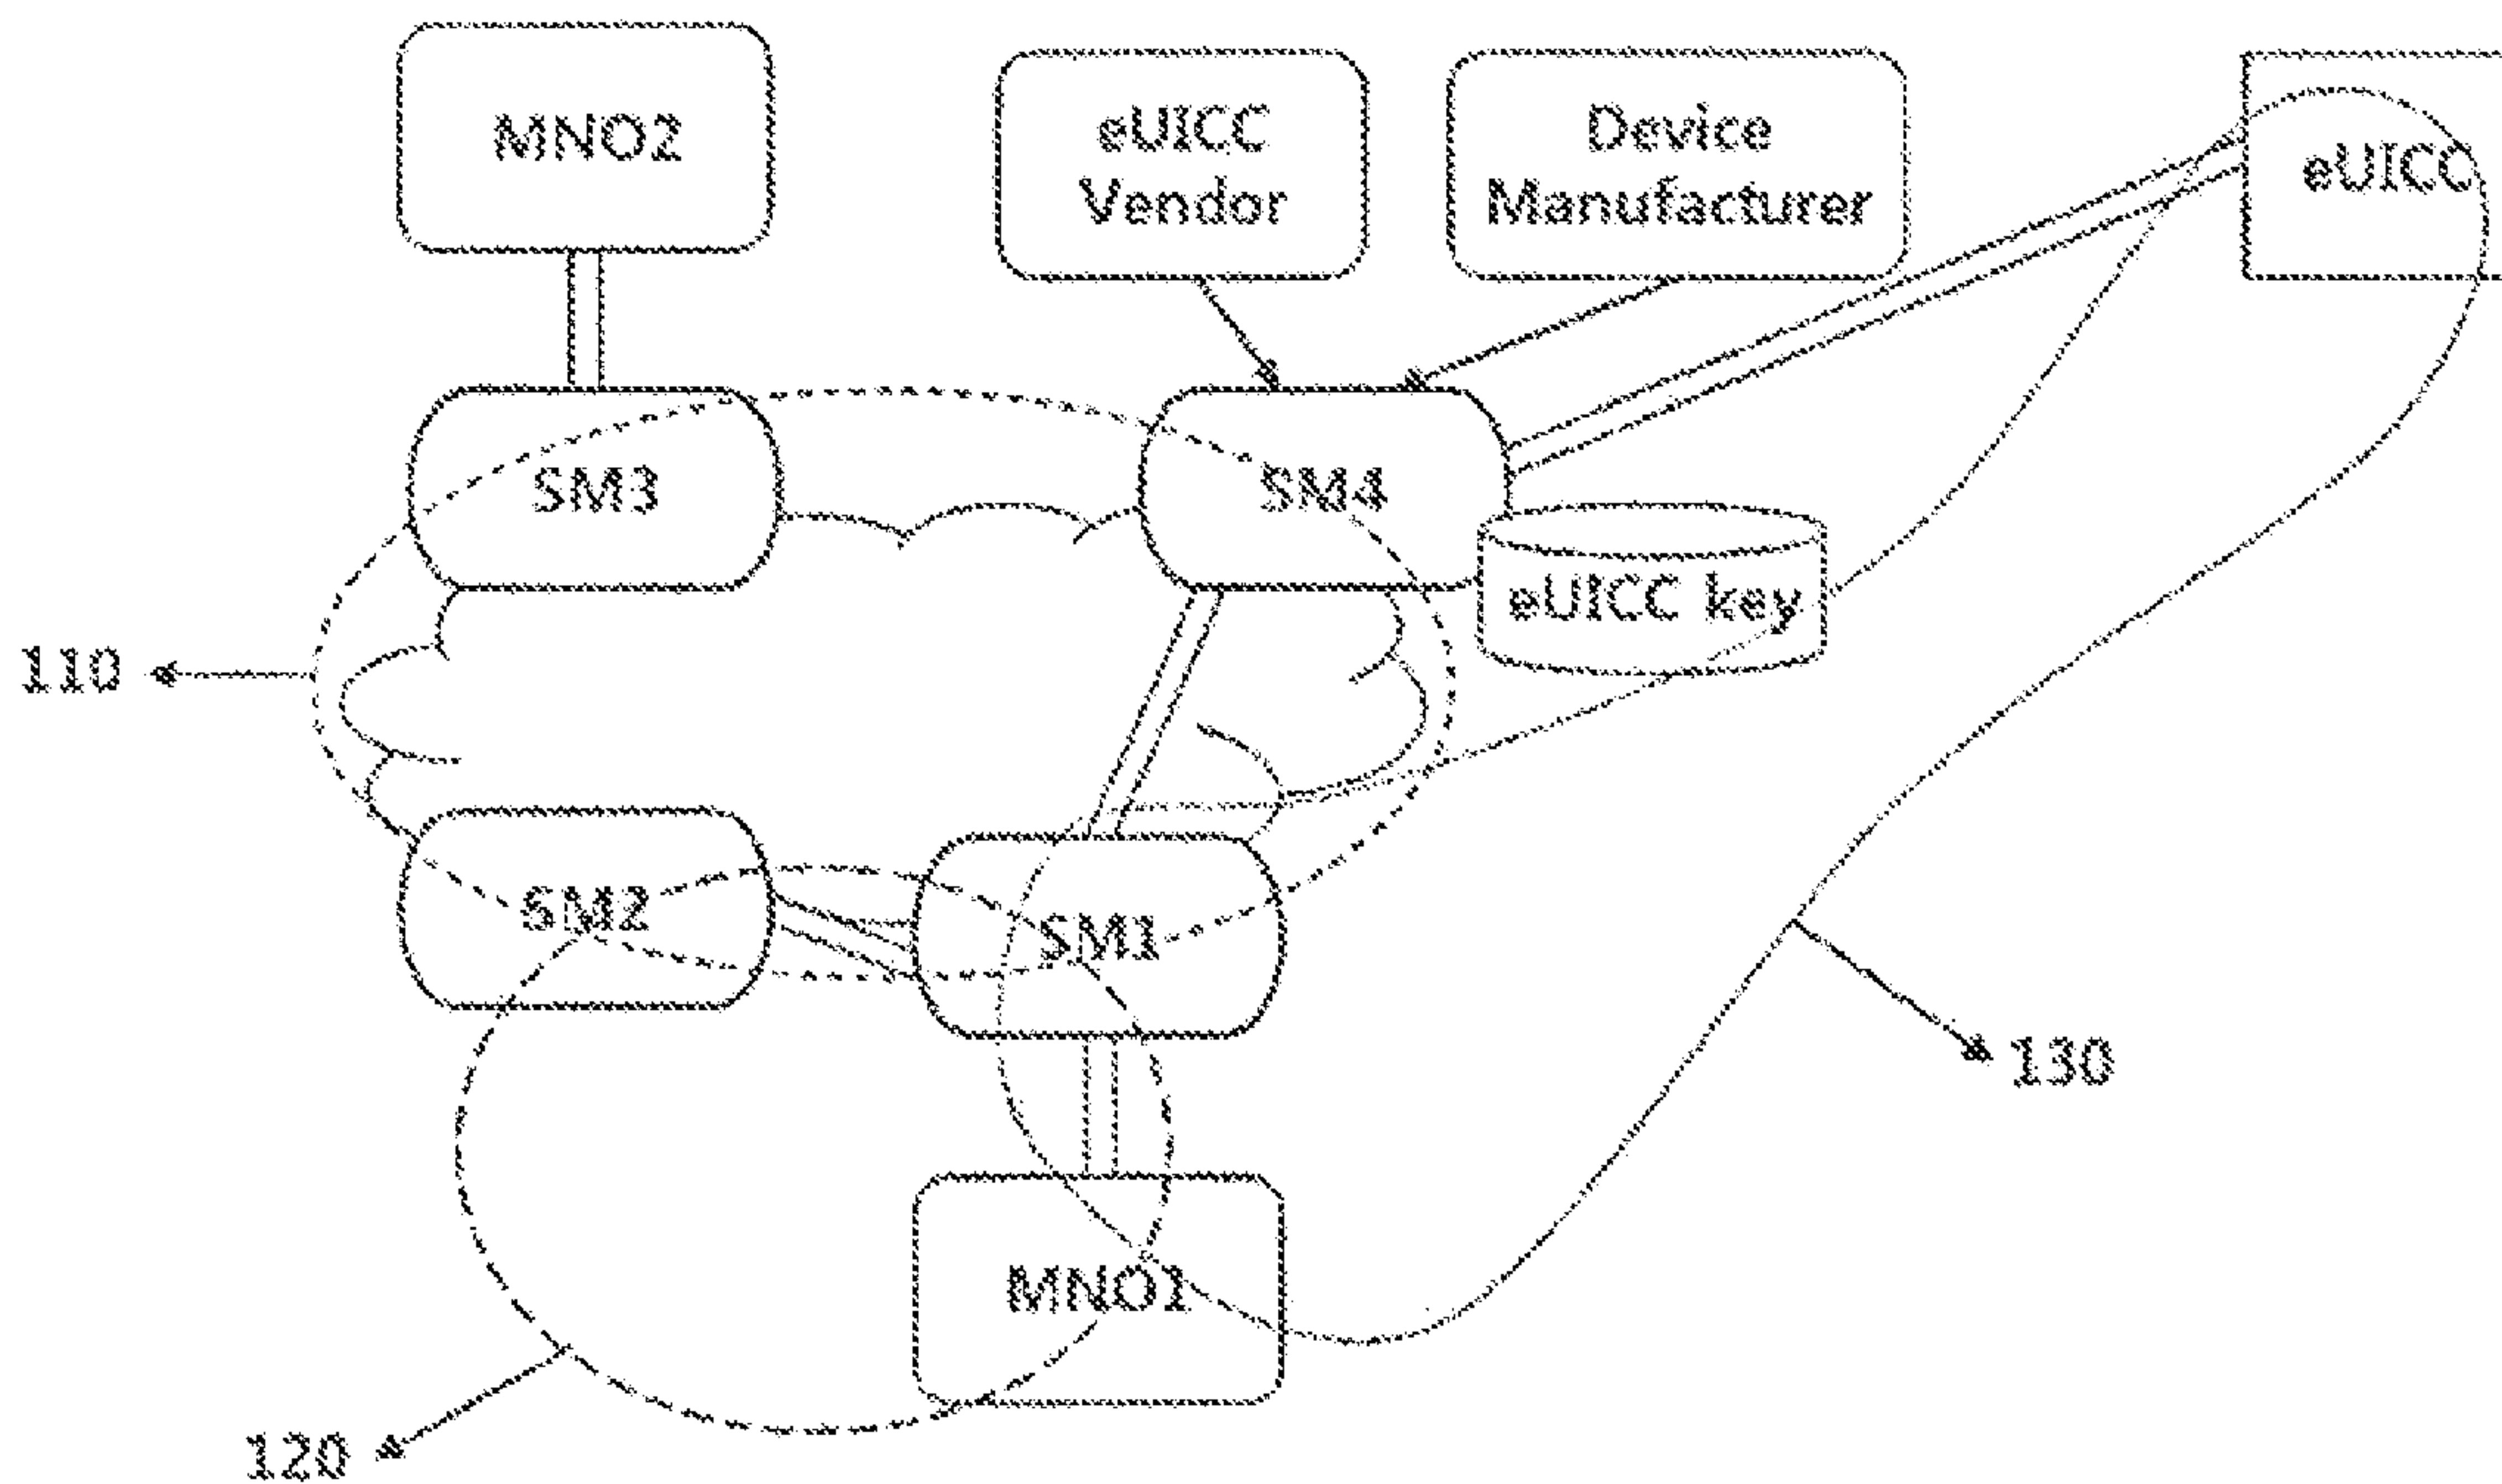 MNO2
eUICC
Vendor
Device
Manufacturer
eUICC
SM3
SM4
eUICC key
110
SM2
SM1
130
MNO1
120